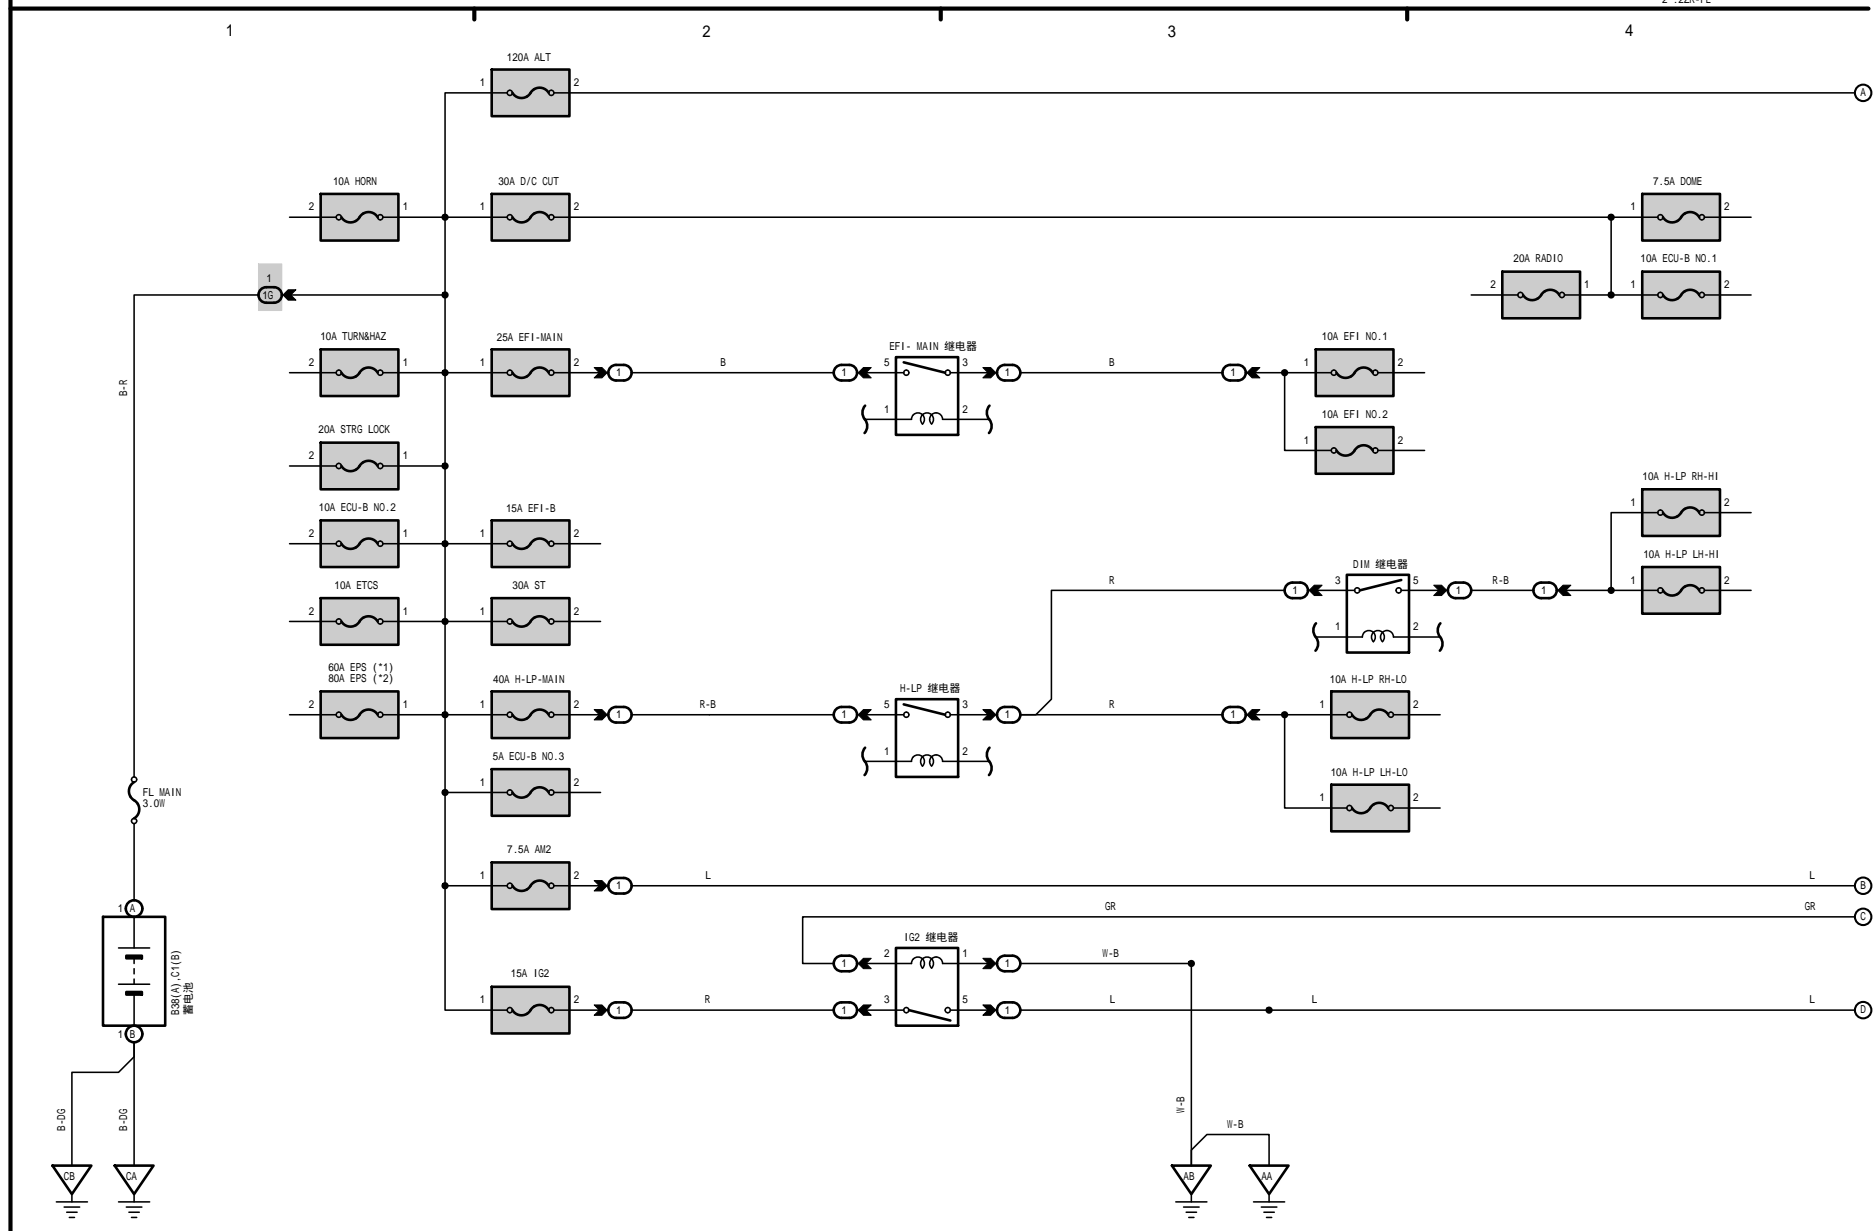 1 2 3 4
120A ALT
1 2
A
10A HORN 30A D/C CUT 7.5A DOME
2 1 1 2 1 2
20A RADIO 10A ECU-B NO.1
2 1 1 2
1
1G
10A TURN&HAZ 25A EFI-MAIN EFI- MAIN 继电器 10A EFI NO.1
2 1 1 2 1 B 1 5 3 1 B 1 1 2
1 2
10A EFI NO.2
1 2
B-R
20A STRG LOCK
2 1
10A H-LP RH-HI
1 2
10A ECU-B NO.2 15A EFI-B
2 1 1 2
DIM 继电器 10A H-LP LH-HI
R 1 3 5 1 R-B 1 1 2
1 2
10A ETCS 30A ST
2 1 1 2
60A EPS (*1)
80A EPS (*2)
40A H-LP-MAIN H-LP 继电器 10A H-LP RH-LO
2 1 1 2 1 R-B 1 5 3 1 R 1 1 2
1 2
5A ECU-B NO.3
1 2
10A H-LP LH-LO
1 2
FL MAIN
3.0W
7.5A AM2
1 2 1 L L B
GR GR C
IG2 继电器
1 2 1 1 W-B
15A IG2
1 2 1 R 1 3 5 1 L L L D
1 A
B38(A),C1(B)
蓄电池
1 B
B-DG B-DG
W-B W-B
CB CA AB AA